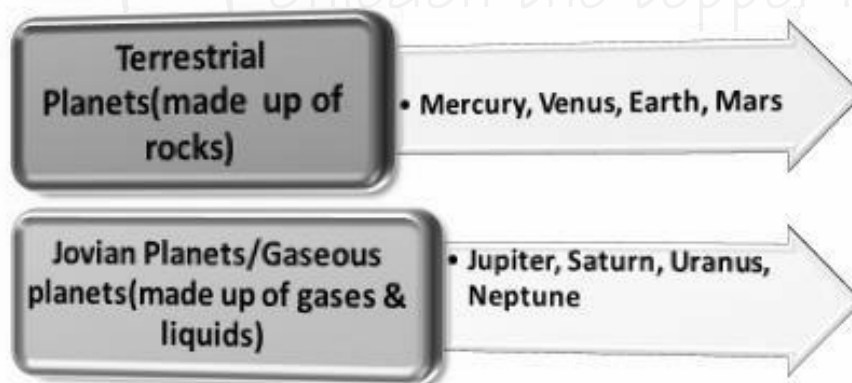 Terrestrial
Planets(made up of
rocks)
• Mercury, Venus, Earth, Mars
Jovian Planets/Gaseous
planets(made up of gases &
liquids)
• Jupiter, Saturn, Uranus,
Neptune